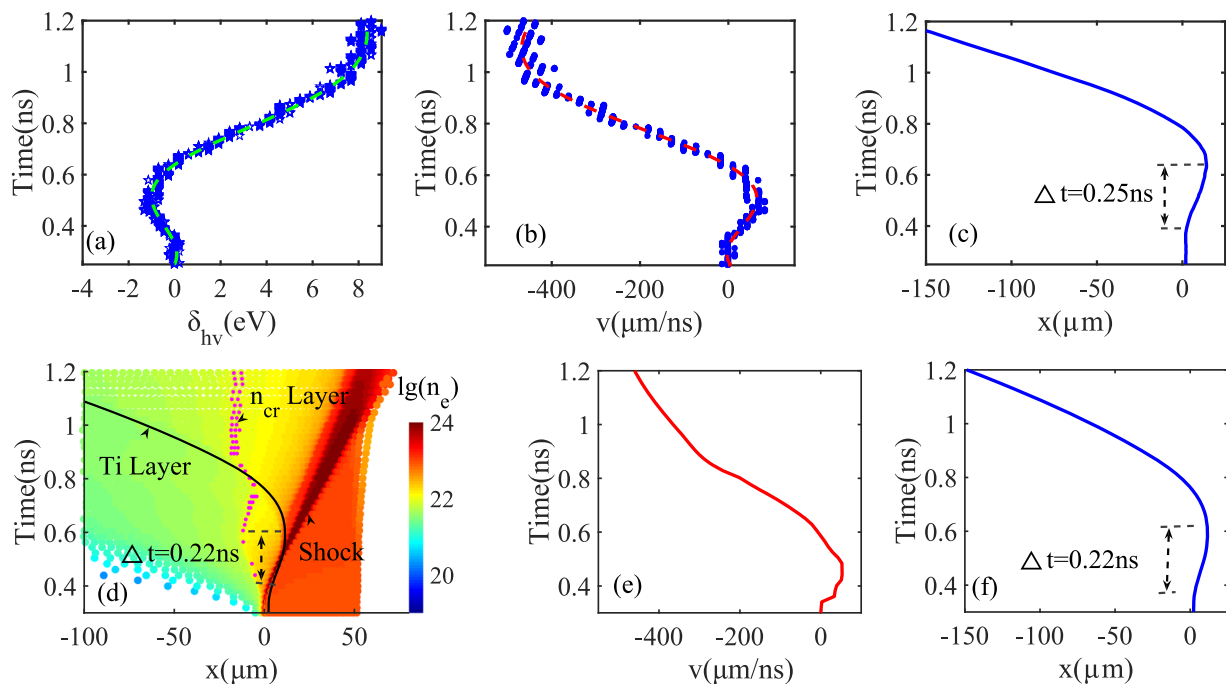 1.2
1
0.8
0.6
0.4
Time(ns)
(a)
-4 -2 0 2 4 6 8
δhv(eV)
1.2
1
0.8
0.6
0.4
Time(ns)
(b)
-400 -200 0
v(μm/ns)
1.2
1
0.8
0.6
0.4
Time(ns)
△ t=0.25ns
(c)
-150 -100 -50 0
x(μm)
1.2
1
0.8
0.6
0.4
Time(ns)
ncr Layer
Ti Layer
△ t=0.22ns
Shock
(d)
-100 -50 0 50
x(μm)
lg(ne)
24
22
20
1.2
1
0.8
0.6
0.4
Time(ns)
(e)
-400 -200 0
v(μm/ns)
1.2
1
0.8
0.6
0.4
Time(ns)
△ t=0.22ns
(f)
-150 -100 -50 0
x(μm)